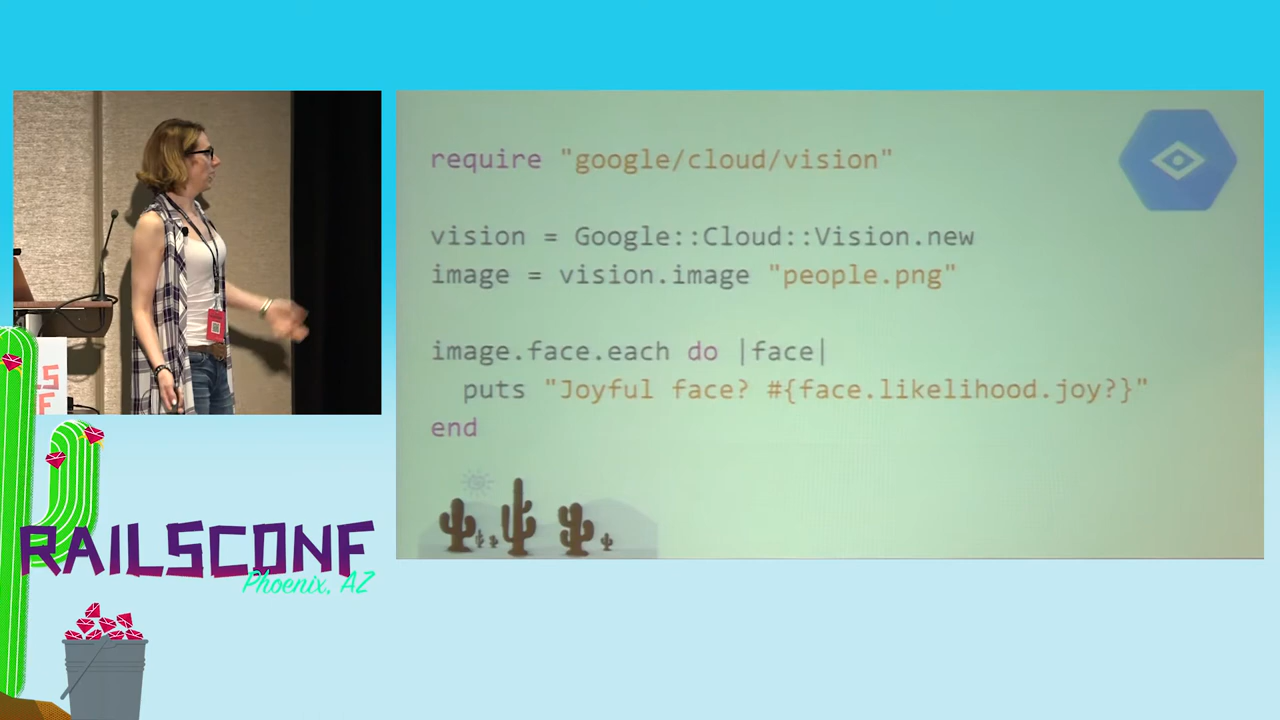 require "google/cloud/vision"
vision = Google::Cloud::Vision.new
image = vision.image "people.png"
image.face.each do |face|
puts "Joyful face? #{face.likelihood.joy?}"
end
LS
F
RAILSCONF
Phoenix, AZ